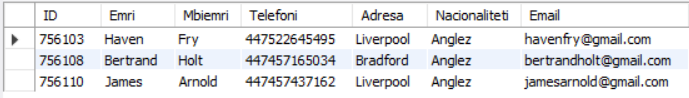 ID Emri Mbiemri Telefoni Adresa Nacionaliteti Email
756103 Haven Fry 447522645495 Liverpool Anglez havenfry@gmail.com
756108 Bertrand Holt 447457165034 Bradford Anglez bertrandholt@gmail.com
756110 James Arnold 447457437162 Liverpool Anglez jamesarnold@gmail.com